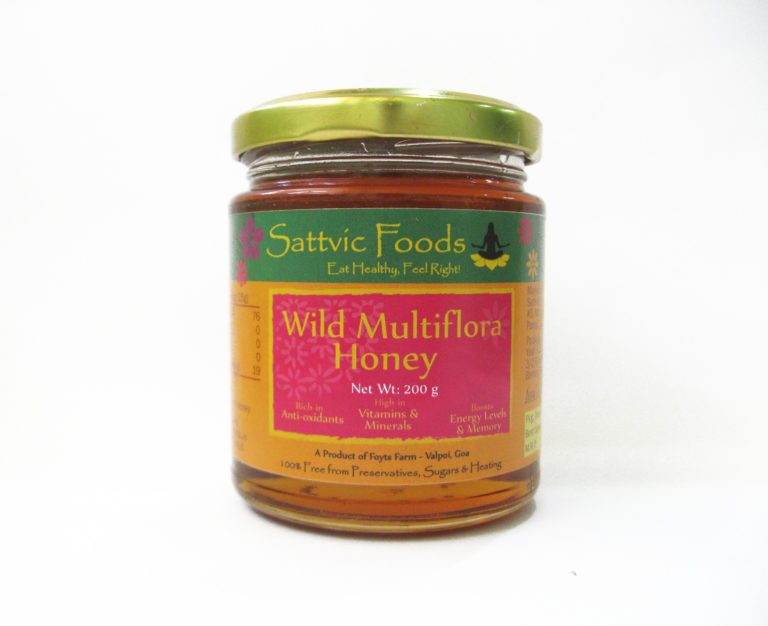 Sattvic Foods
Eat Healthy, Feel Right!
Wild Multiflora
Honey
Net Wt: 200 g
Rich in
Anti-oxidants
High in
Vitamins &
Minerals
Boosts
Energy Levels
& Memory
A Product of Foyts Farm - Valpoi, Goa
100% Free from Preservatives, Sugars & Heating
76
0
0
0
19